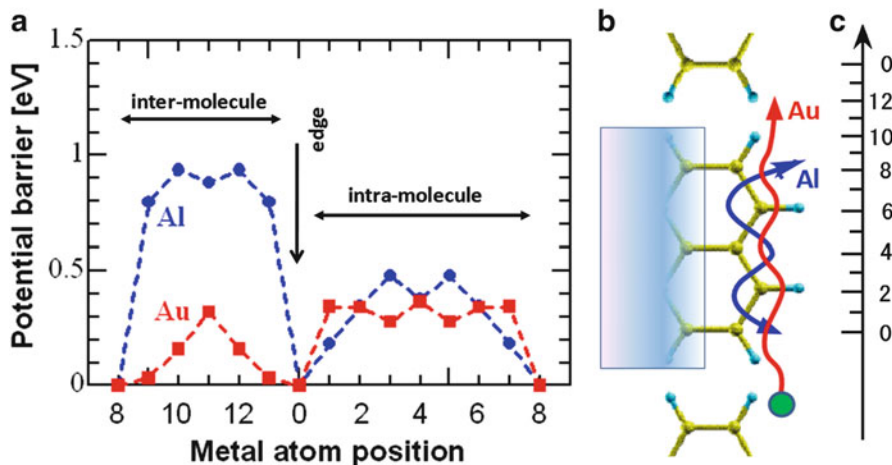 a
1.5
1
0.5
0
Potential barrier [eV]
inter-molecule
edge
intra-molecule
Al
Au
8 10 12 0 2 4 6 8
Metal atom position
b
Au
Al
c
0
12
10
8
6
4
2
0